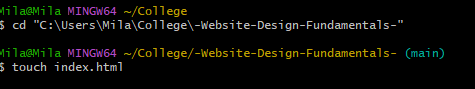 Mila@Mila MINGW64 ~/College
$ cd "C:\Users\Mila\College\-Website-Design-Fundamentals-"
Mila@Mila MINGW64 ~/College/-Website-Design-Fundamentals- (main)
$ touch index.html